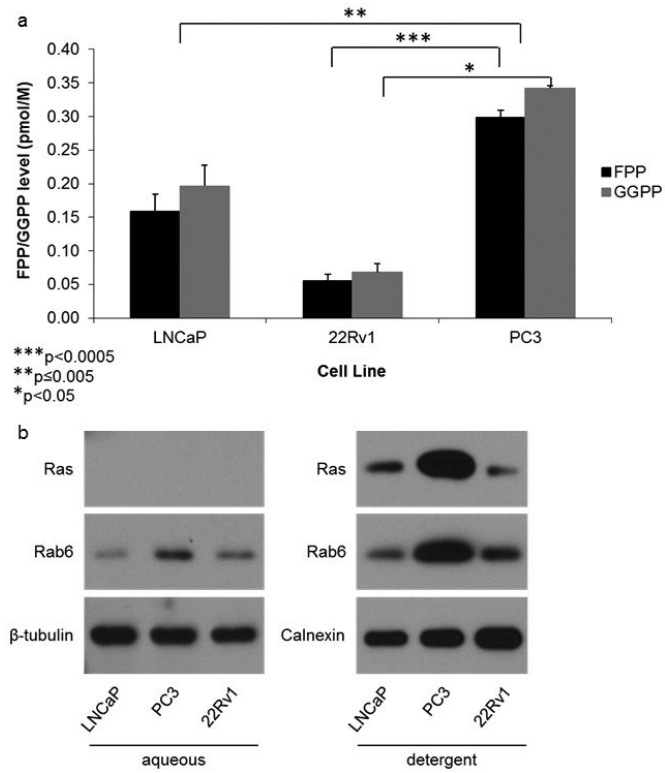 a
**
***
*
FPP/GGPP level (pmol/M)
0.40
0.35
0.30
0.25
0.20
0.15
0.10
0.05
0.00
FPP
GGPP
LNCaP 22Rv1 PC3
Cell Line
***p<0.0005
**p≤0.005
*p<0.05
b
Ras
Rab6
β-tubulin
LNCaP PC3 22Rv1
aqueous
Ras
Rab6
Calnexin
LNCaP PC3 22Rv1
detergent